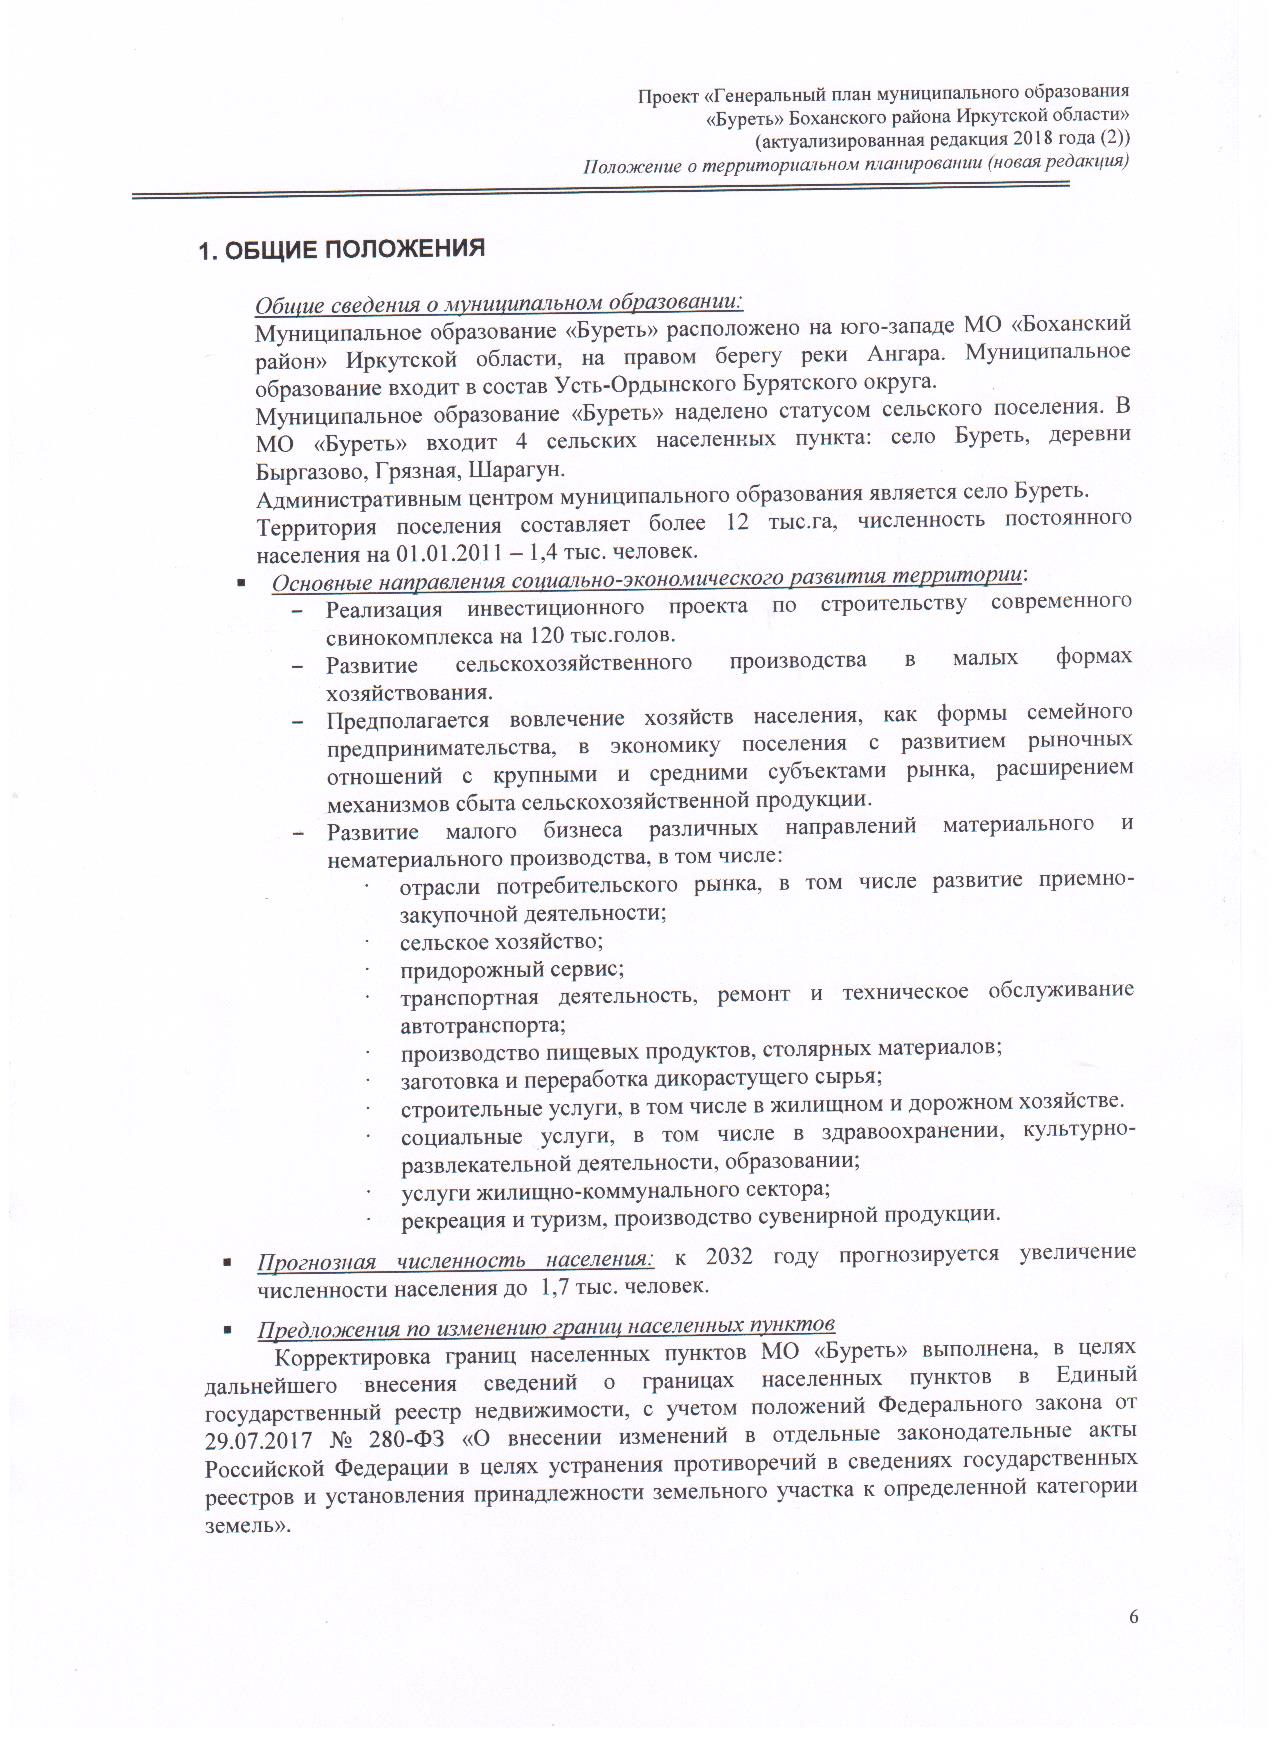 Проект «Генеральный план муниципального образования
«Буреть» Боханского района Иркутской области»
(актуализированная редакция 2018 года (2))
Положение о территориальном планировании (новая редакция)
1. ОБЩИЕ ПОЛОЖЕНИЯ
Общие сведения о муниципальном образовании:
Муниципальное образование «Буреть» расположено на юго-западе МО «Боханский
район» Иркутской области, на правом берегу реки Ангара. Муниципальное
образование входит в состав Усть-Ордынского Бурятского округа.
Муниципальное образование «Буреть» наделено статусом сельского поселения. В
МО «Буреть» входит 4 сельских населенных пункта: село Буреть, деревни
Быргазово, Грязная, Шарагун.
Административным центром муниципального образования является село Буреть.
Территория поселения составляет более 12 тыс.га, численность постоянного
населения на 01.01.2011 – 1,4 тыс. человек.
▪ Основные направления социально-экономического развития территории:
– Реализация инвестиционного проекта по строительству современного
свинокомплекса на 120 тыс.голов.
– Развитие сельскохозяйственного производства в малых формах
хозяйствования.
– Предполагается вовлечение хозяйств населения, как формы семейного
предпринимательства, в экономику поселения с развитием рыночных
отношений с крупными и средними субъектами рынка, расширением
механизмов сбыта сельскохозяйственной продукции.
– Развитие малого бизнеса различных направлений материального и
нематериального производства, в том числе:
· отрасли потребительского рынка, в том числе развитие приемно-
закупочной деятельности;
· сельское хозяйство;
· придорожный сервис;
· транспортная деятельность, ремонт и техническое обслуживание
автотранспорта;
· производство пищевых продуктов, столярных материалов;
· заготовка и переработка дикорастущего сырья;
· строительные услуги, в том числе в жилищном и дорожном хозяйстве.
· социальные услуги, в том числе в здравоохранении, культурно-
развлекательной деятельности, образовании;
· услуги жилищно-коммунального сектора;
· рекреация и туризм, производство сувенирной продукции.
▪ Прогнозная численность населения: к 2032 году прогнозируется увеличение
численности населения до 1,7 тыс. человек.
▪ Предложения по изменению границ населенных пунктов
Корректировка границ населенных пунктов МО «Буреть» выполнена, в целях
дальнейшего внесения сведений о границах населенных пунктов в Единый
государственный реестр недвижимости, с учетом положений Федерального закона от
29.07.2017 № 280-ФЗ «О внесении изменений в отдельные законодательные акты
Российской Федерации в целях устранения противоречий в сведениях государственных
реестров и установления принадлежности земельного участка к определенной категории
земель».
6